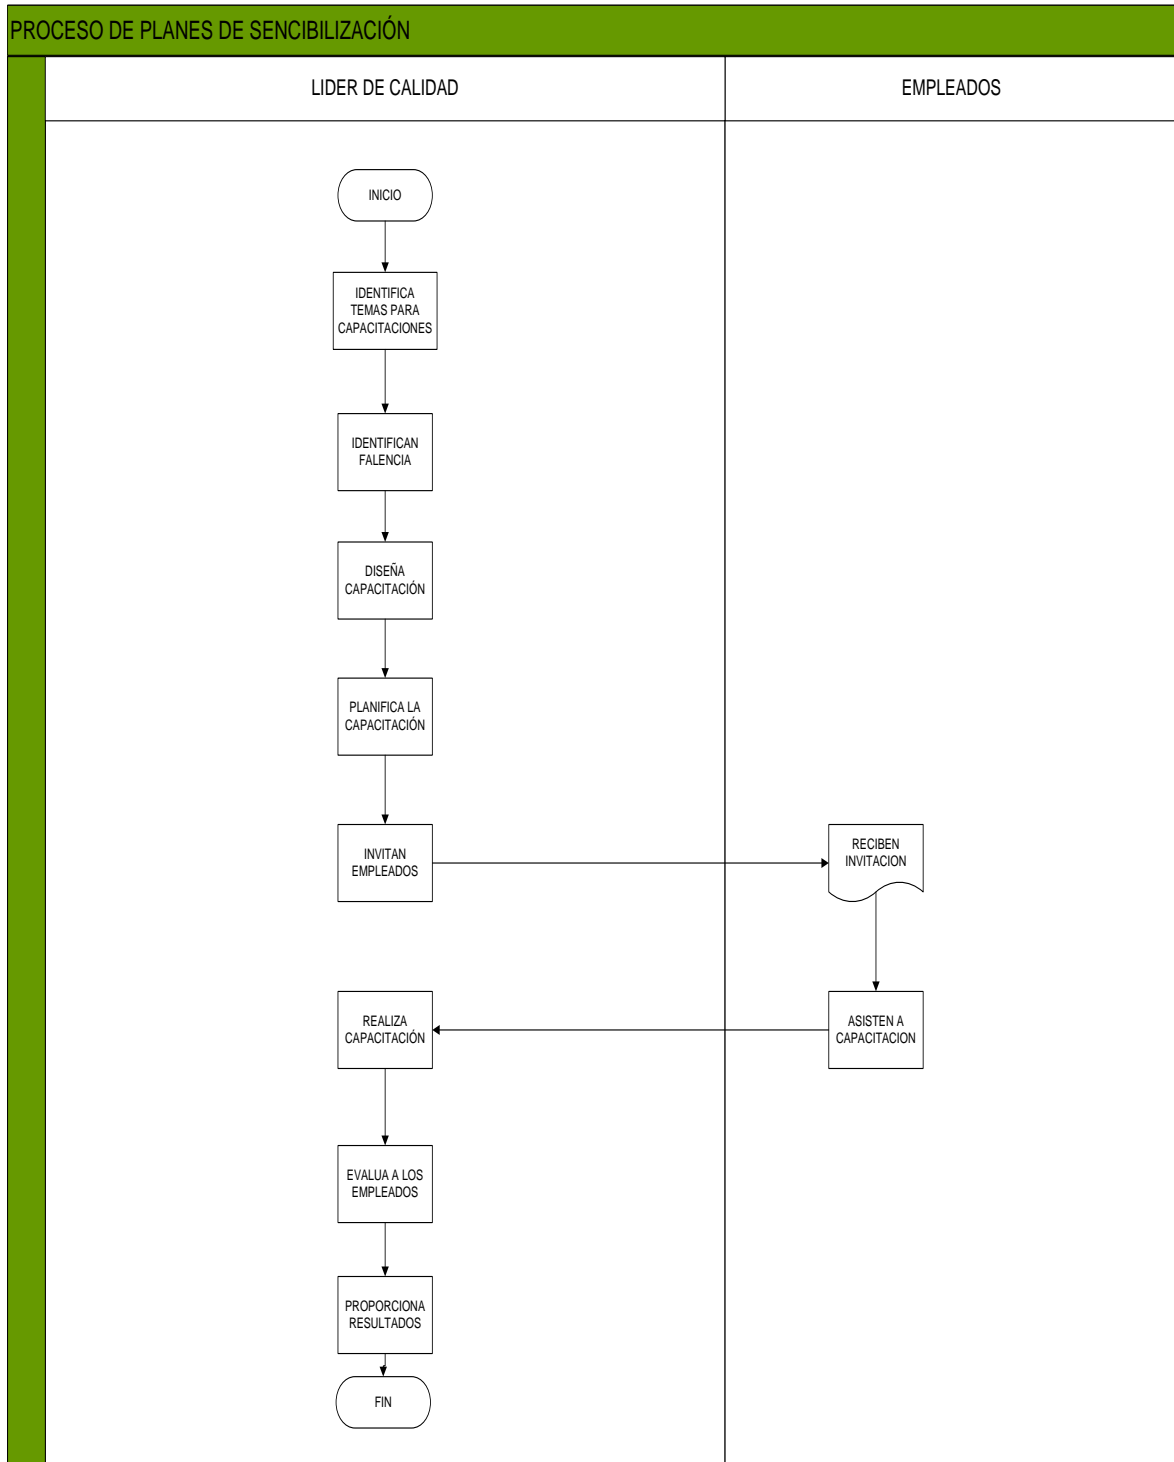 PROCESO DE PLANES DE SENCIBILIZACIÓN
LIDER DE CALIDAD
EMPLEADOS
INICIO
IDENTIFICA
TEMAS PARA
CAPACITACIONES
IDENTIFICAN
FALENCIA
DISEÑA
CAPACITACIÓN
PLANIFICA LA
CAPACITACIÓN
INVITAN
EMPLEADOS
RECIBEN
INVITACION
ASISTEN A
CAPACITACION
REALIZA
CAPACITACIÓN
EVALUA A LOS
EMPLEADOS
PROPORCIONA
RESULTADOS
FIN